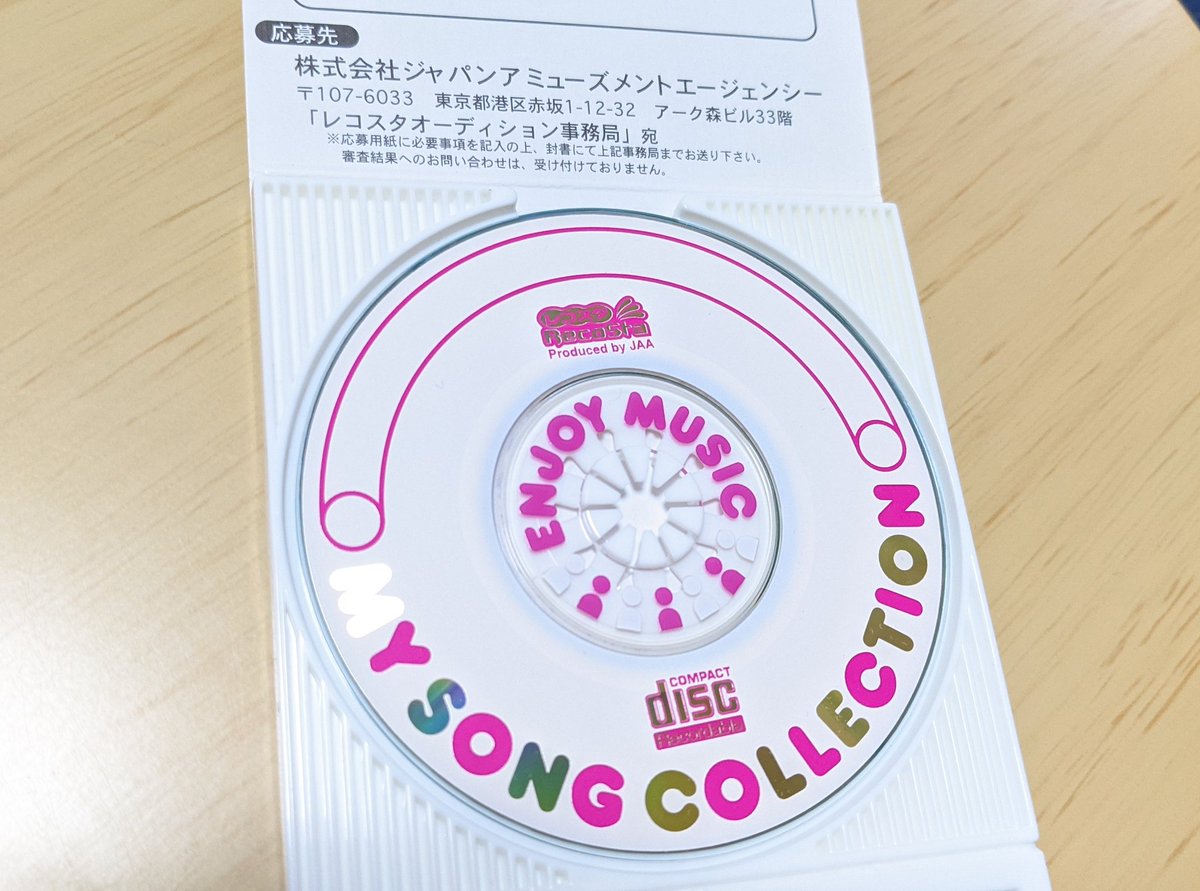 応募先
株式会社ジャパンアミューズメントエージェンシー
〒107-6033 東京都港区赤坂1-12-32 アーク森ビル33階
「レコスタオーディション事務局」宛
※応募用紙に必要事項を記入の上、封書にて上記事務局までお送り下さい。
審査結果へのお問い合わせは、受け付けておりません。
レコスタ
RecoSta
Produced by JAA
ENJOY MUSIC
COMPACT
disc
Recordable
MY SONG COLLECTION